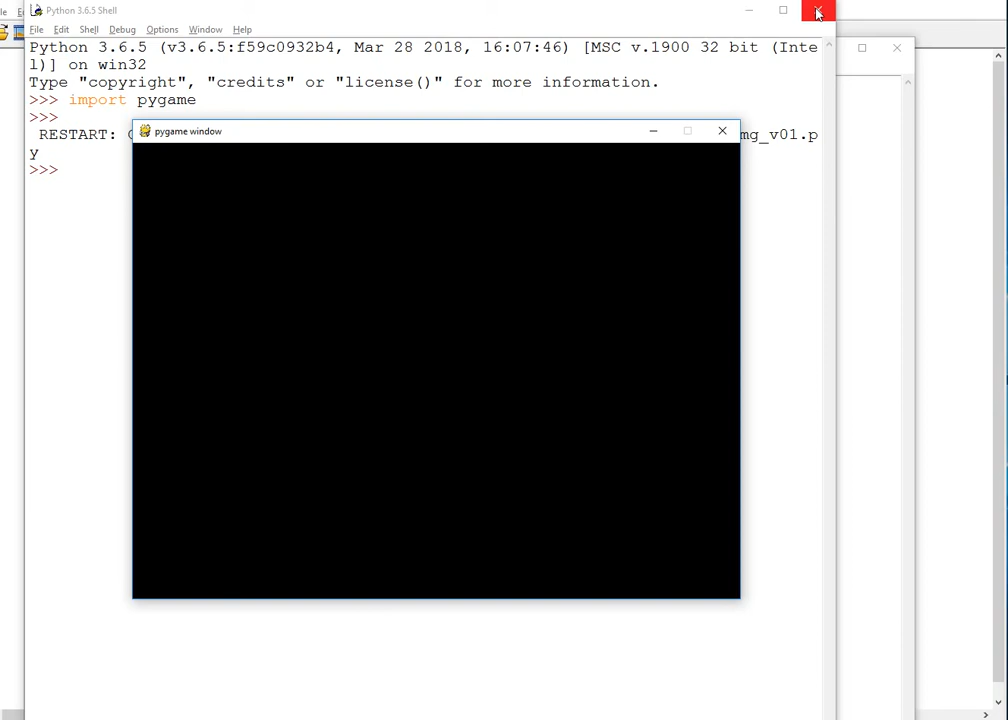 le
Python 3.6.5 Shell
File Edit Shell Debug Options Window Help
Python 3.6.5 (v3.6.5:f59c0932b4, Mar 28 2018, 16:07:46) [MSC v.1900 32 bit (Inte
l)] on win32
Type "copyright", "credits" or "license()" for more information.
>>> import pygame
>>>
RESTART: mg_v01.p
y
>>>
pygame window